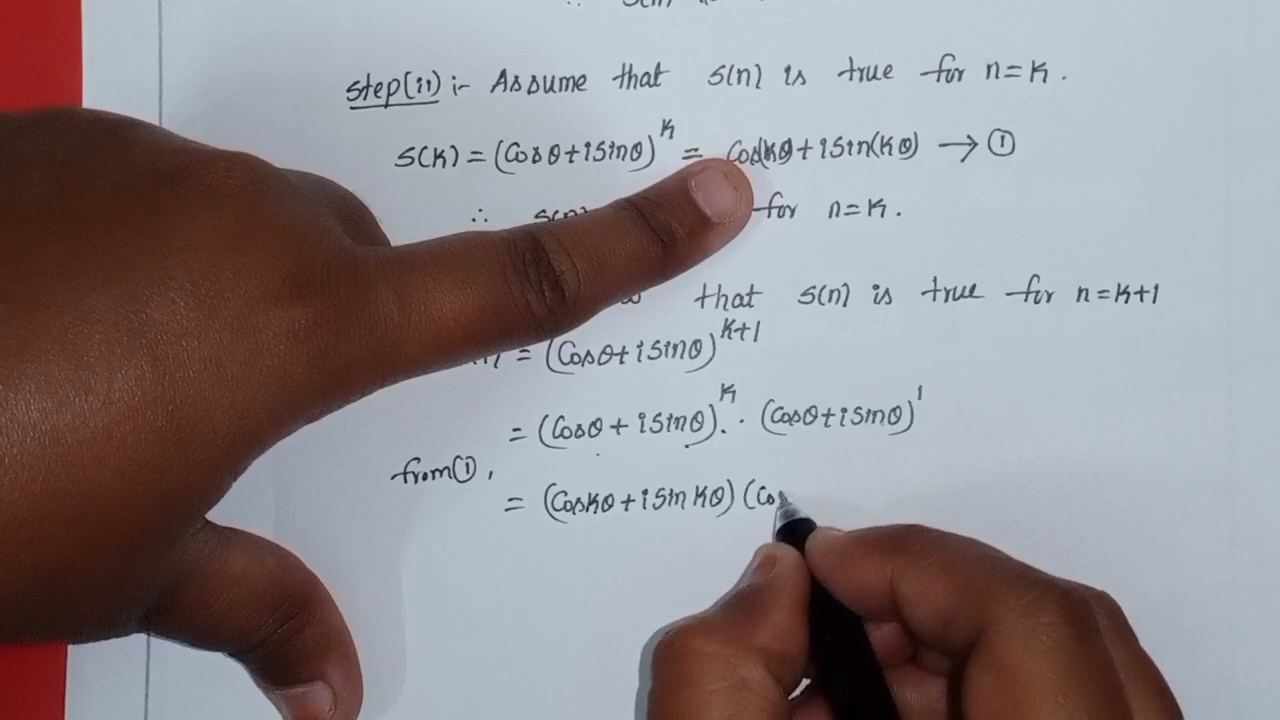 step(ii):- Assume that S(n) is true for n=K.
S(K) = (Cosθ+isinθ)^K = Cos(Kθ)+isin(Kθ) → ①
∴ S(n) for n=K.
that S(n) is true for n=K+1
= (Cosθ+isinθ)^K+1
= (Cosθ+isinθ)^K . (Cosθ+isinθ)^1
from ①,
= (CosKθ+isinKθ) (Co